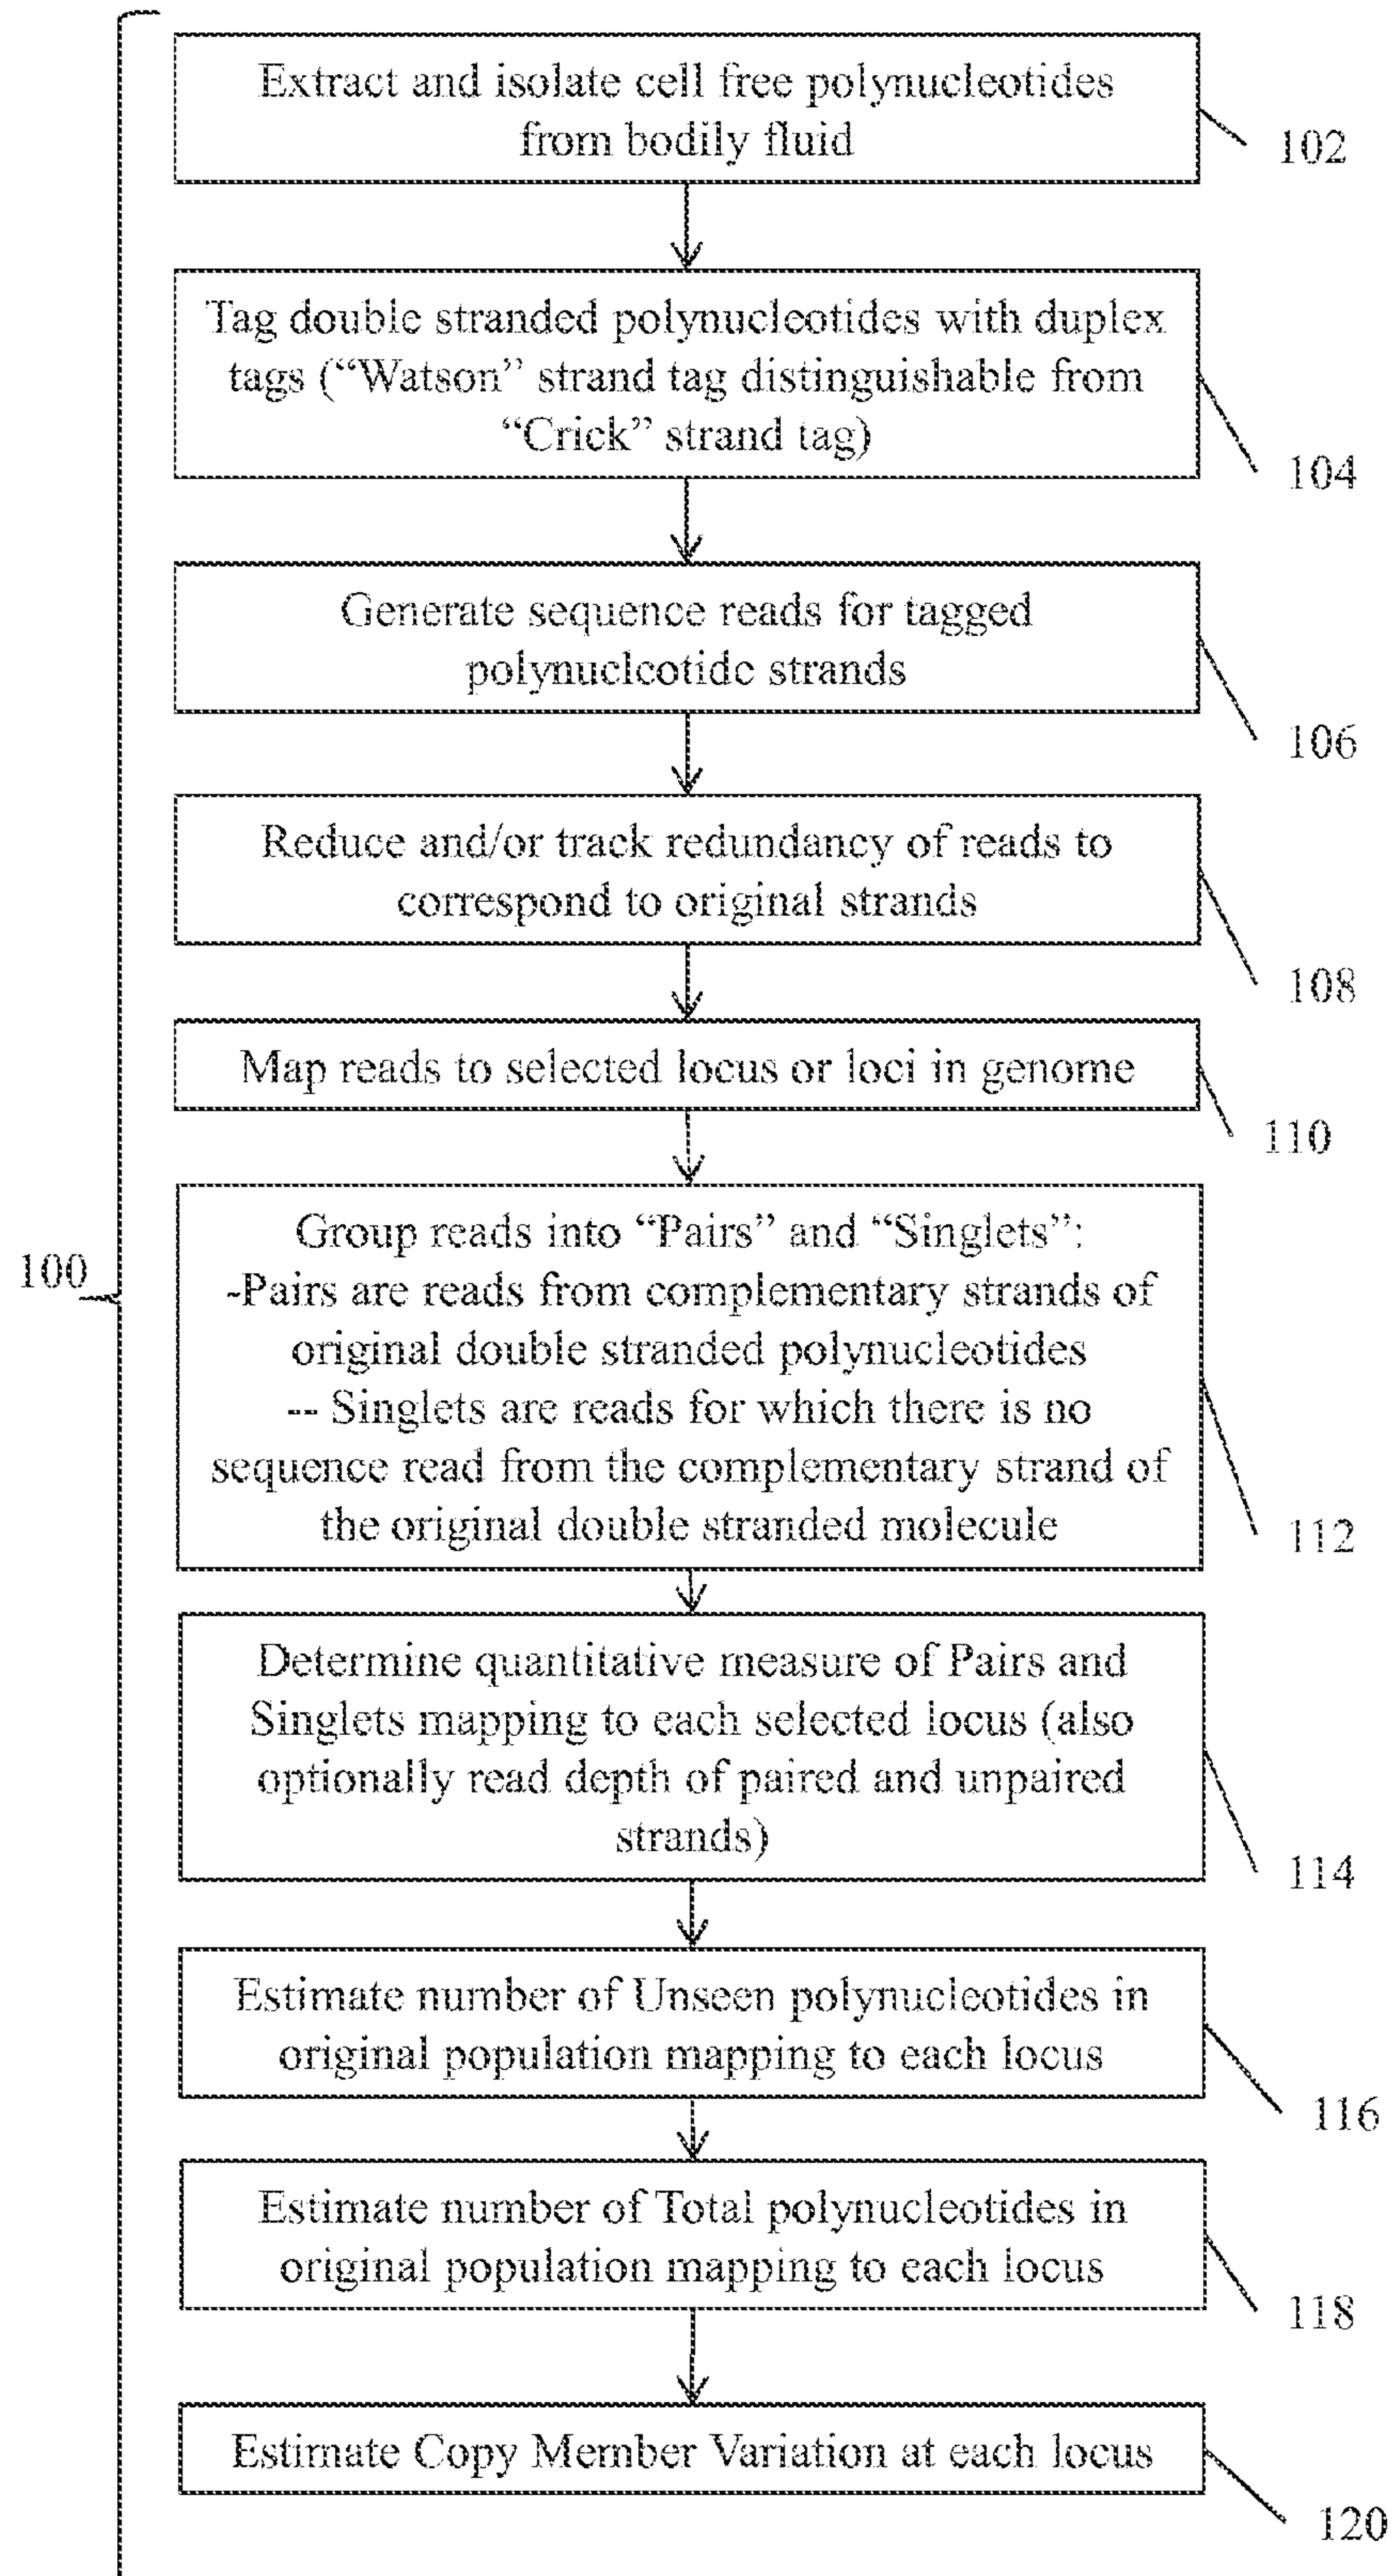 Extract and isolate cell free polynucleotides
from bodily fluid
102
Tag double stranded polynucleotides with duplex
tags (“Watson” strand tag distinguishable from
“Crick” strand tag)
104
Generate sequence reads for tagged
polynucleotide strands
106
Reduce and/or track redundancy of reads to
correspond to original strands
108
Map reads to selected locus or loci in genome
110
100
Group reads into “Pairs” and “Singlets”:
-Pairs are reads from complementary strands of
original double stranded polynucleotides
-- Singlets are reads for which there is no
sequence read from the complementary strand of
the original double stranded molecule
112
Determine quantitative measure of Pairs and
Singlets mapping to each selected locus (also
optionally read depth of paired and unpaired
strands)
114
Estimate number of Unseen polynucleotides in
original population mapping to each locus
116
Estimate number of Total polynucleotides in
original population mapping to each locus
118
Estimate Copy Member Variation at each locus
120